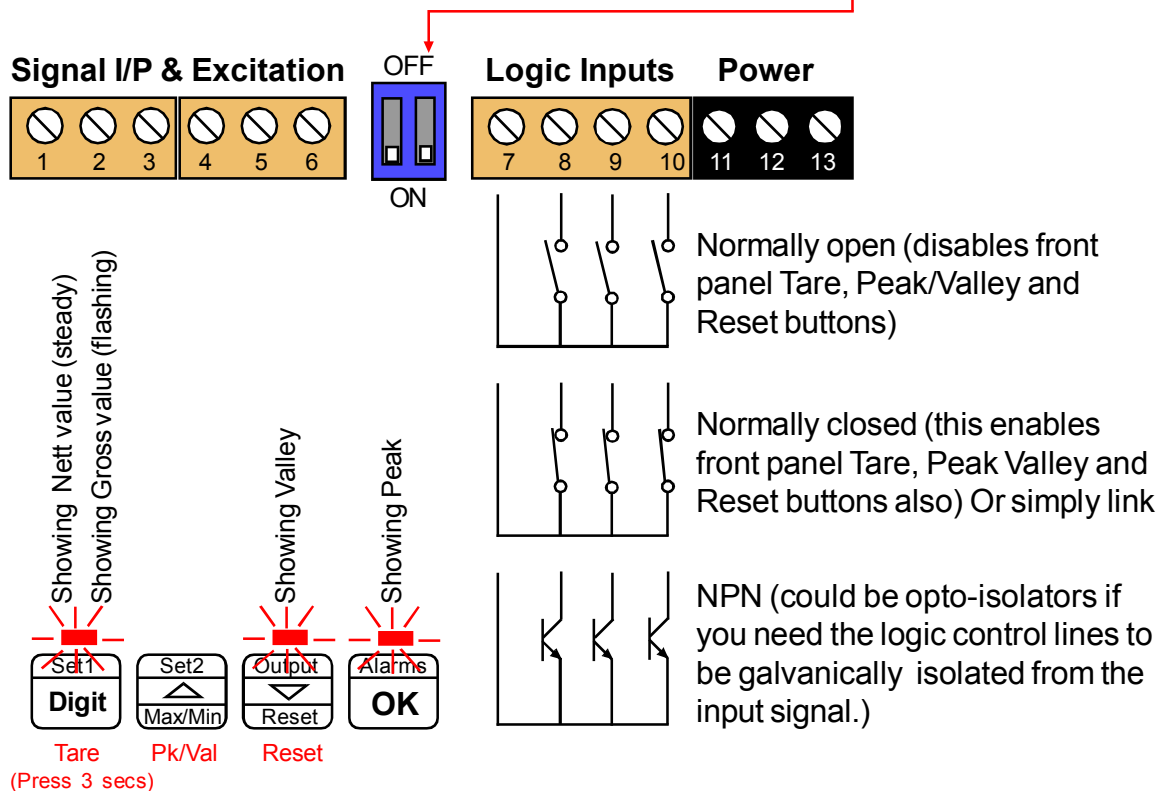 OFF
Signal I/P & Excitation
Logic Inputs
Power
1 2 3 4 5 6
7 8 9 10 11 12 13
ON
Normally open (disables front
panel Tare, Peak/Valley and
Reset buttons)
Normally closed (this enables
front panel Tare, Peak Valley and
Reset buttons also) Or simply link
NPN (could be opto-isolators if
you need the logic control lines to
be galvanically isolated from the
input signal.)
Showing Nett value (steady)
Showing Gross value (flashing)
Showing Valley
Showing Peak
Set1
Digit
Set2
Max/Min
Output
Reset
Alarms
OK
Tare
(Press 3 secs)
Pk/Val
Reset